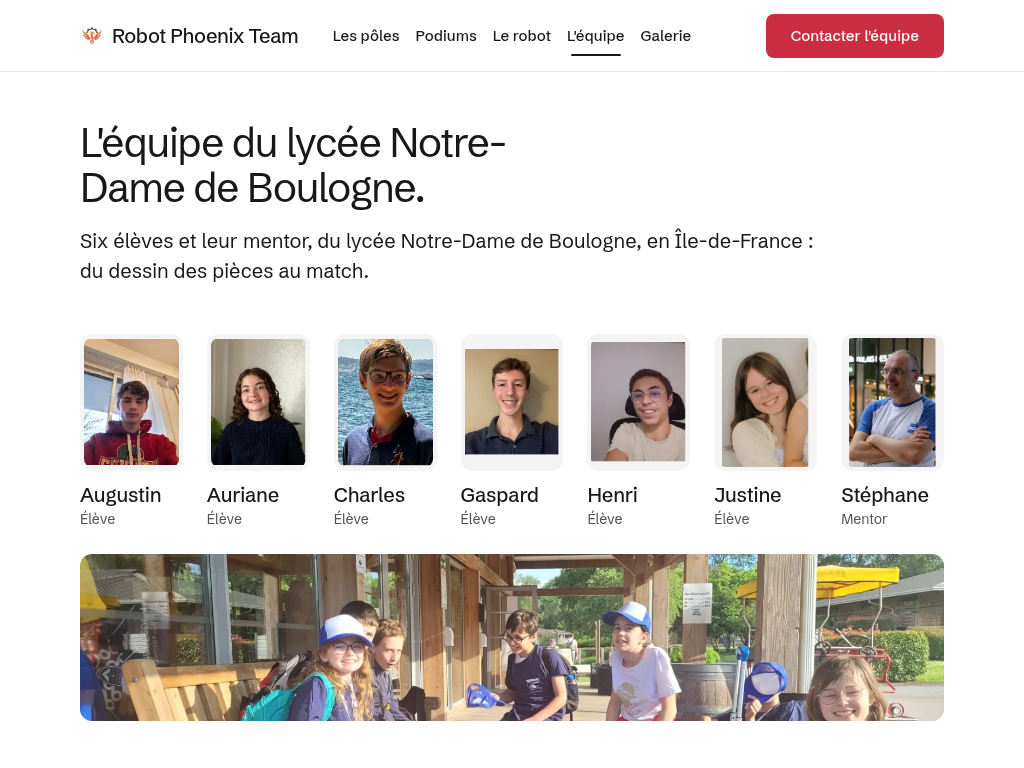 Robot Phoenix Team
Les pôles
Podiums
Le robot
L'équipe
Galerie
Contacter l'équipe
L'équipe du lycée Notre-
Dame de Boulogne.
Six élèves et leur mentor, du lycée Notre-Dame de Boulogne, en Île-de-France :
du dessin des pièces au match.
Augustin
Élève
Auriane
Élève
Charles
Élève
Gaspard
Élève
Henri
Élève
Justine
Élève
Stéphane
Mentor